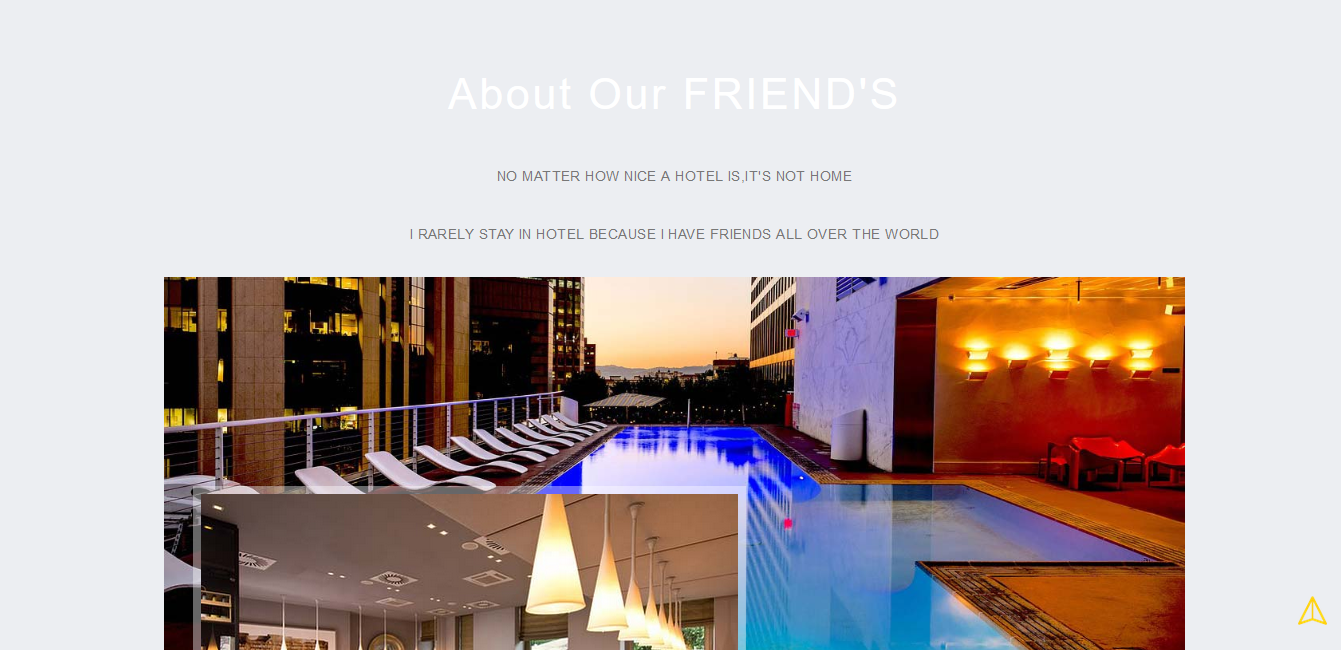 About Our FRIEND'S
NO MATTER HOW NICE A HOTEL IS,IT'S NOT HOME
I RARELY STAY IN HOTEL BECAUSE I HAVE FRIENDS ALL OVER THE WORLD